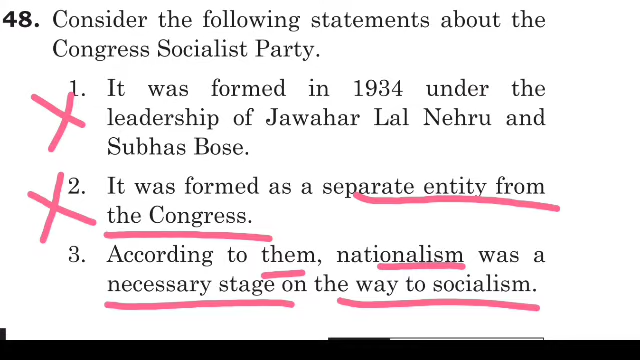 48. Consider the following statements about the
Congress Socialist Party.
1. It was formed in 1934 under the
leadership of Jawahar Lal Nehru and
Subhas Bose.
2. It was formed as a separate entity from
the Congress.
3. According to them, nationalism was a
necessary stage on the way to socialism.